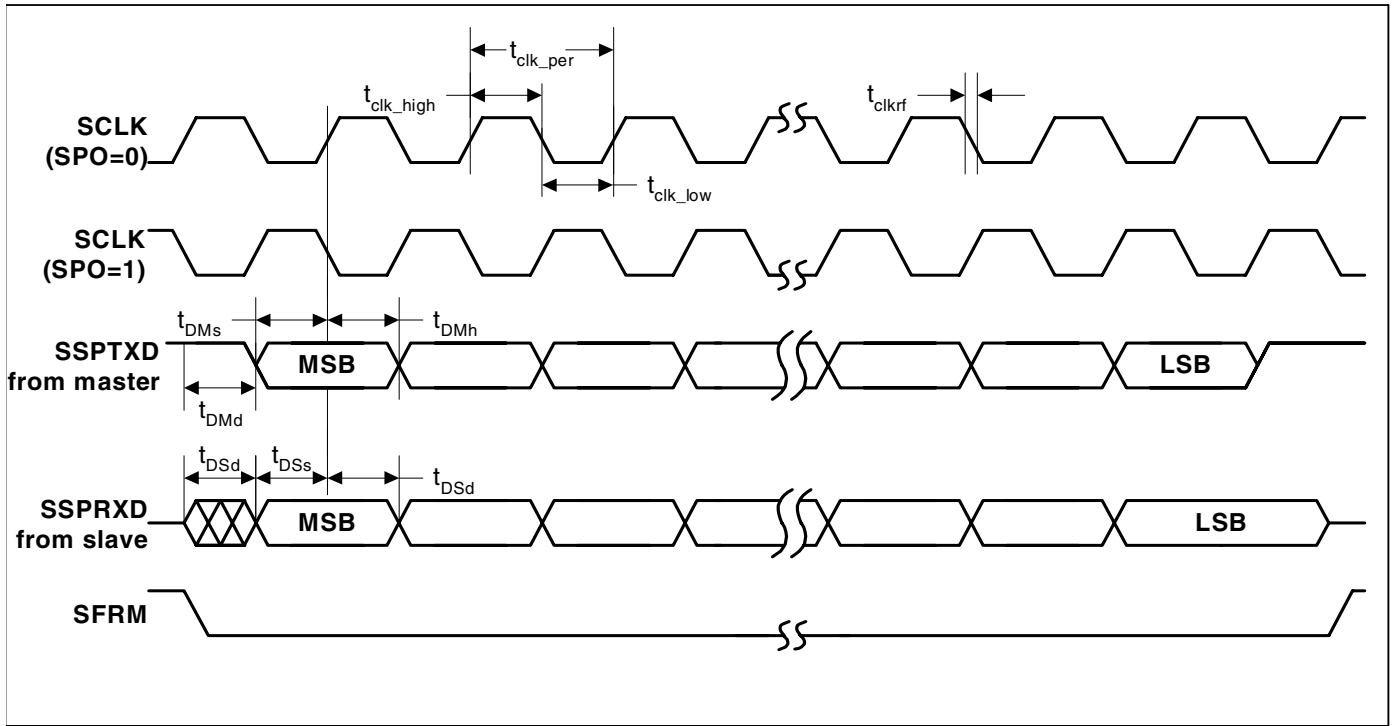 t_clk_per
t_clk_high
t_clkrf
SCLK
(SPO=0)
t_clk_low
SCLK
(SPO=1)
t_DMs
t_DMh
SSPTXD
from master
MSB
LSB
t_DMd
t_DSd
t_DSs
t_DSd
SSPRXD
from slave
MSB
LSB
SFRM